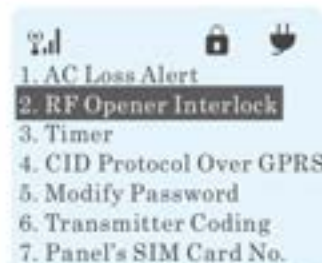 1. AC Loss Alert
2. RF Opener Interlock
3. Timer
4. CID Protocol Over GPRS
5. Modify Password
6. Transmitter Coding
7. Panel's SIM Card No.